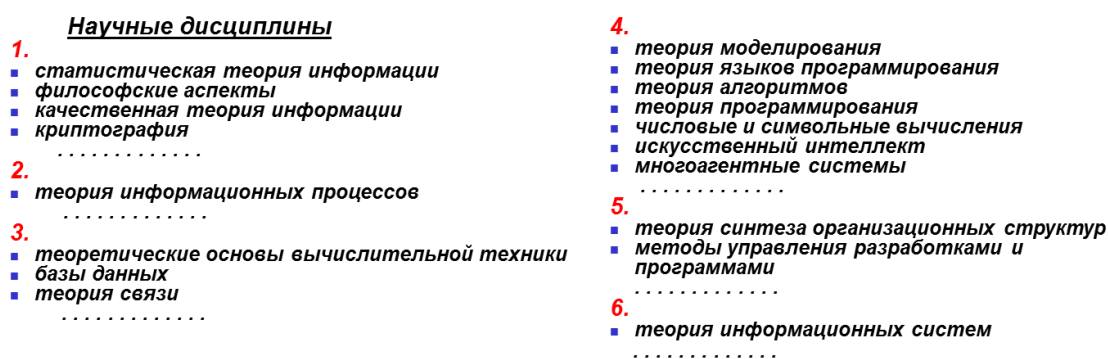 Научные дисциплины
1.
▪ статистическая теория информации
▪ философские аспекты
▪ качественная теория информации
▪ криптография
. . . . . . . . . . . . .
2.
▪ теория информационных процессов
. . . . . . . . . . . . .
3.
▪ теоретические основы вычислительной техники
▪ базы данных
▪ теория связи
. . . . . . . . . . . . .
4.
▪ теория моделирования
▪ теория языков программирования
▪ теория алгоритмов
▪ теория программирования
▪ числовые и символьные вычисления
▪ искусственный интеллект
▪ многоагентные системы
. . . . . . . . . . . . .
5.
▪ теория синтеза организационных структур
▪ методы управления разработками и
программами
. . . . . . . . . . . . .
6.
▪ теория информационных систем
. . . . . . . . . . . . .